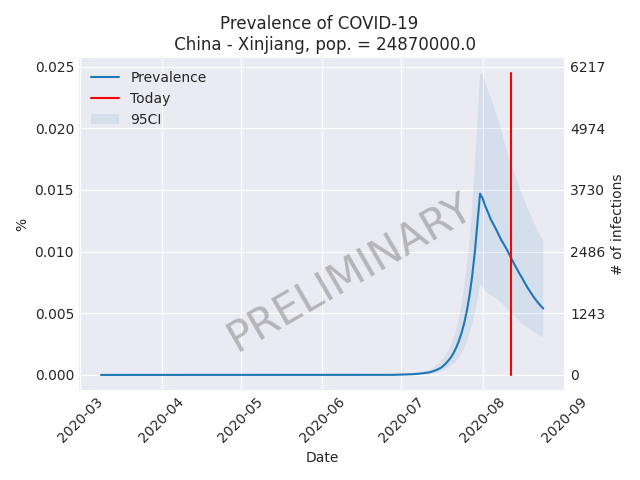 Prevalence of COVID-19
China - Xinjiang, pop. = 24870000.0
Prevalence
Today
95CI
PRELIMINARY
%
0.025
0.020
0.015
0.010
0.005
0.000
6217
4974
3730
2486
1243
0
# of infections
2020-03
2020-04
2020-05
2020-06
2020-07
2020-08
2020-09
Date